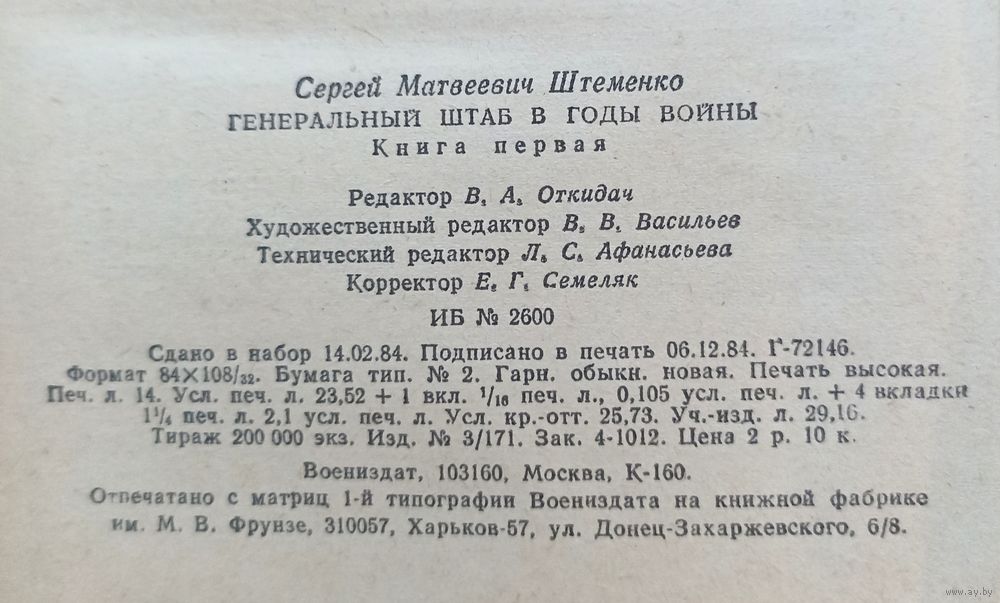 Сергей Матвеевич Штеменко
ГЕНЕРАЛЬНЫЙ ШТАБ В ГОДЫ ВОЙНЫ
Книга первая
Редактор В. А. Откидач
Художественный редактор В. В. Васильев
Технический редактор Л. С. Афанасьева
Корректор Е. Г. Семеляк
ИБ № 2600
Сдано в набор 14.02.84. Подписано в печать 06.12.84. Г-72146.
Формат 84×108/32. Бумага тип. № 2. Гарн. обыкн. новая. Печать высокая.
Печ. л. 14. Усл. печ. л. 23,52 + 1 вкл. 1/16 печ. л., 0,105 усл. печ. л. + 4 вкладки
1 1/4 печ. л. 2,1 усл. печ. л. Усл. кр.-отт. 25,73. Уч.-изд. л. 29,16.
Тираж 200 000 экз. Изд. № 3/171. Зак. 4-1012. Цена 2 р. 10 к.
Воениздат, 103160, Москва, К-160.
Отпечатано с матриц 1-й типографии Воениздата на книжной фабрике
им. М. В. Фрунзе, 310057, Харьков-57, ул. Донец-Захаржевского, 6/8.
www.ay.by